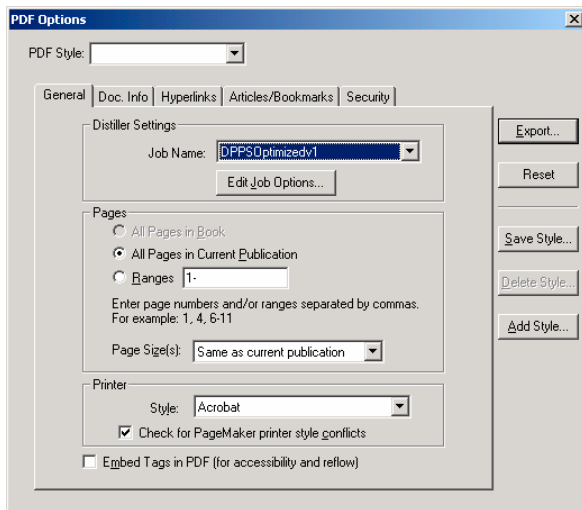 PDF Options
PDF Style:
General Doc. Info Hyperlinks Articles/Bookmarks Security
Distiller Settings
Job Name: DPPSOptimizedv1
Edit Job Options...
Pages
All Pages in Book
All Pages in Current Publication
Ranges 1-
Enter page numbers and/or ranges separated by commas.
For example: 1, 4, 6-11
Page Size(s): Same as current publication
Printer
Style: Acrobat
Check for PageMaker printer style conflicts
Embed Tags in PDF (for accessibility and reflow)
Export...
Reset
Save Style...
Delete Style...
Add Style...